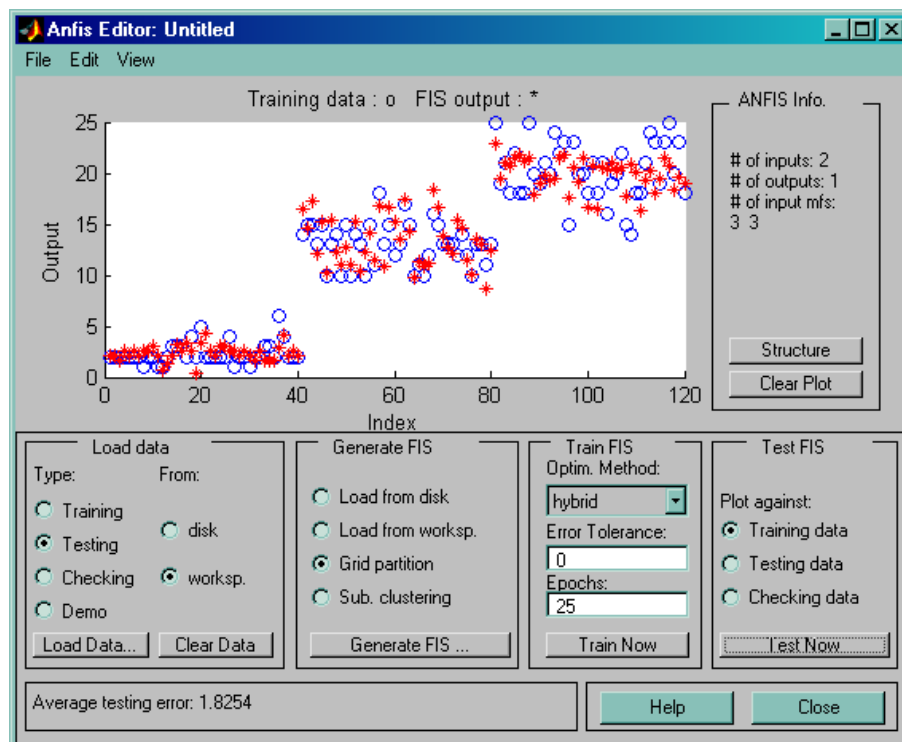 Anfis Editor: Untitled
File Edit View
Training data : o FIS output : *
25
20
15
10
5
0
Output
0 20 40 60 80 100 120
Index
ANFIS Info.
# of inputs: 2
# of outputs: 1
# of input mfs:
3 3
Structure
Clear Plot
Load data
Type: From:
Training
Testing
Checking
Demo
disk
worksp.
Load Data... Clear Data
Generate FIS
Load from disk
Load from worksp.
Grid partition
Sub. clustering
Generate FIS ...
Train FIS
Optim. Method:
hybrid
Error Tolerance:
0
Epochs:
25
Train Now
Test FIS
Plot against:
Training data
Testing data
Checking data
Test Now
Average testing error: 1.8254
Help Close